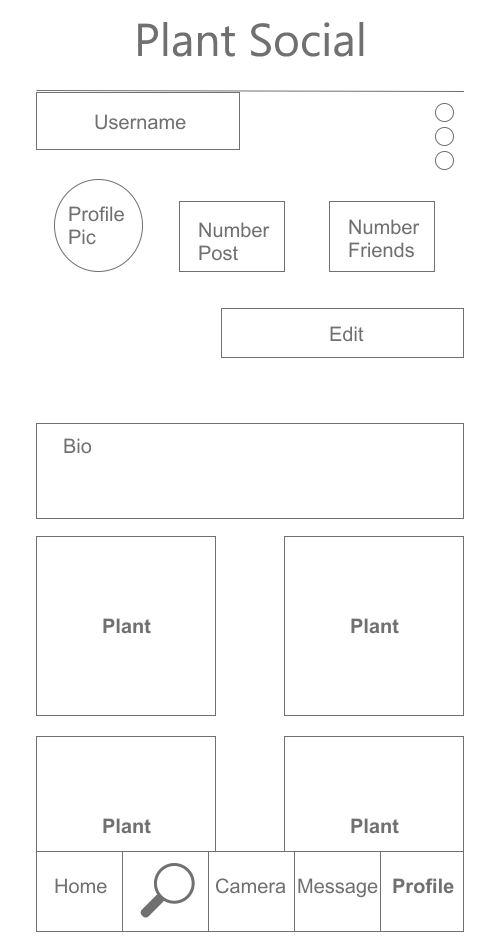 Plant Social
Username
Profile
Pic
Number
Post
Number
Friends
Edit
Bio
Plant
Plant
Plant
Plant
Home
Camera
Message
Profile